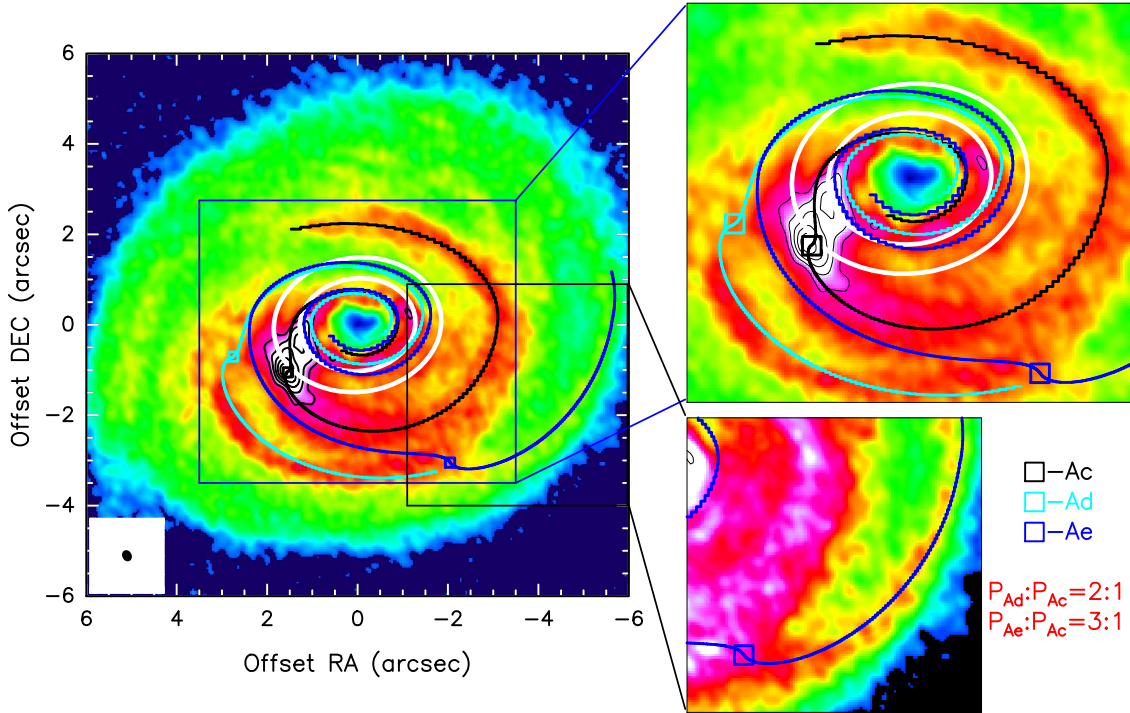 6
4
2
0
−2
−4
−6
Offset DEC (arcsec)
6 4 2 0 −2 −4 −6
Offset RA (arcsec)
−Ac
−Ad
−Ae
P_Ad:P_Ac=2:1
P_Ae:P_Ac=3:1